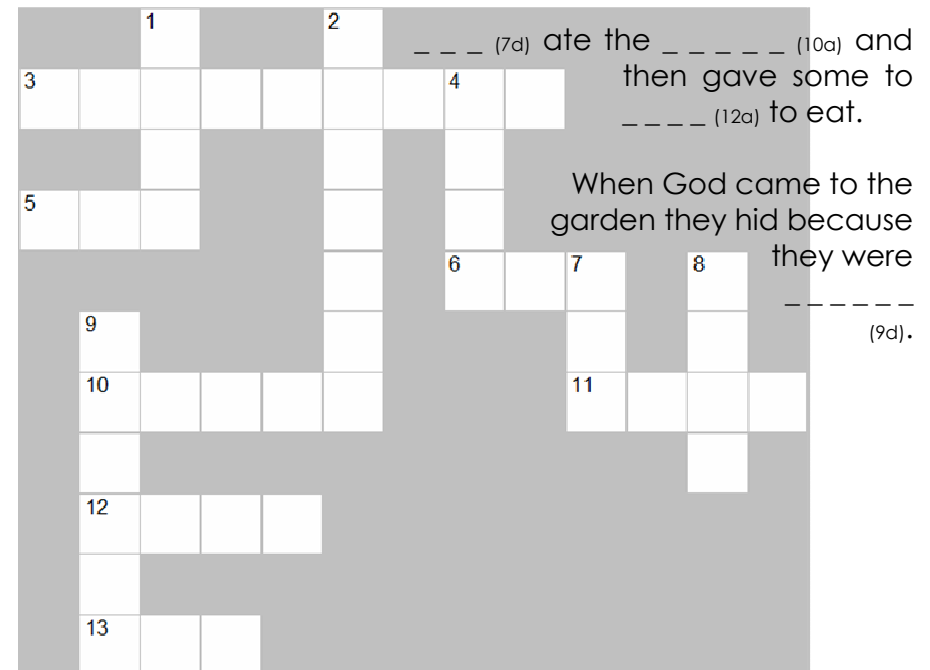 1 2
_ _ _ (7d) ate the _ _ _ _ _ (10a) and
3 4
then gave some to
_ _ _ _ (12a) to eat.
When God came to the
5
garden they hid because
6 7 8
they were
_ _ _ _ _ _
9
(9d).
10 11
12
13